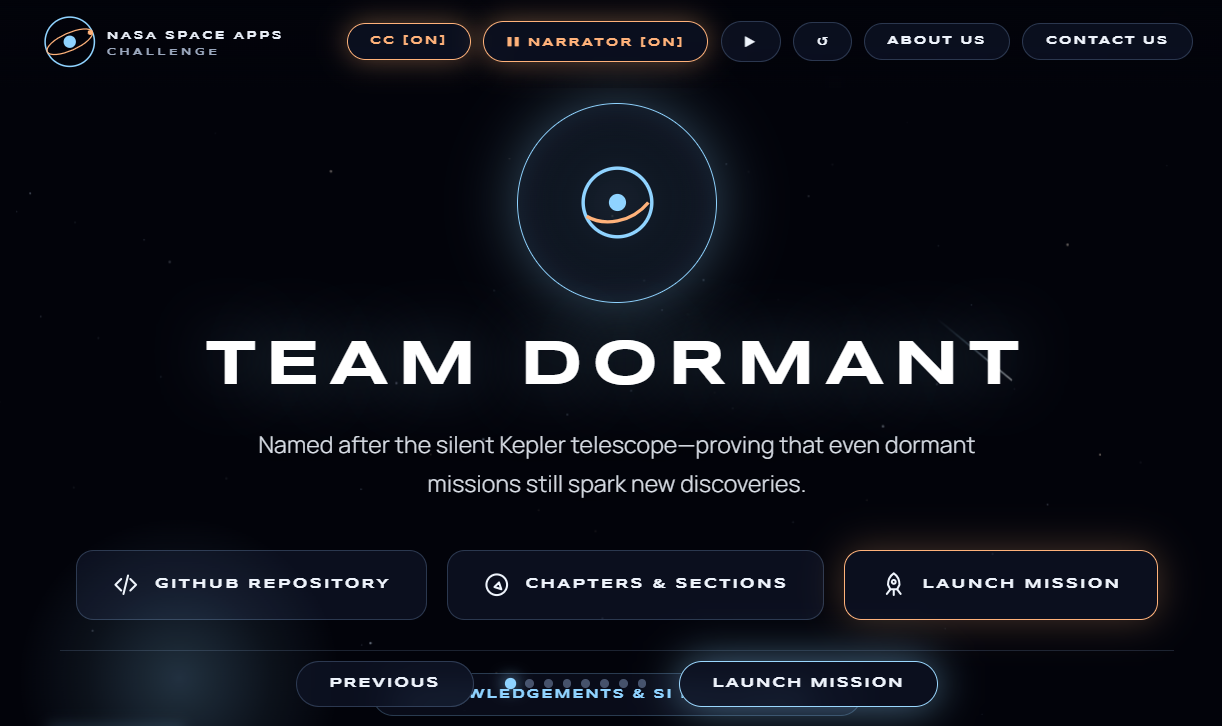 NASA SPACE APPS
CHALLENGE
CC [ON]
NARRATOR [ON]
ABOUT US
CONTACT US
TEAM DORMANT
Named after the silent Kepler telescope—proving that even dormant
missions still spark new discoveries.
GITHUB REPOSITORY
CHAPTERS & SECTIONS
LAUNCH MISSION
PREVIOUS
& SI
LAUNCH MISSION